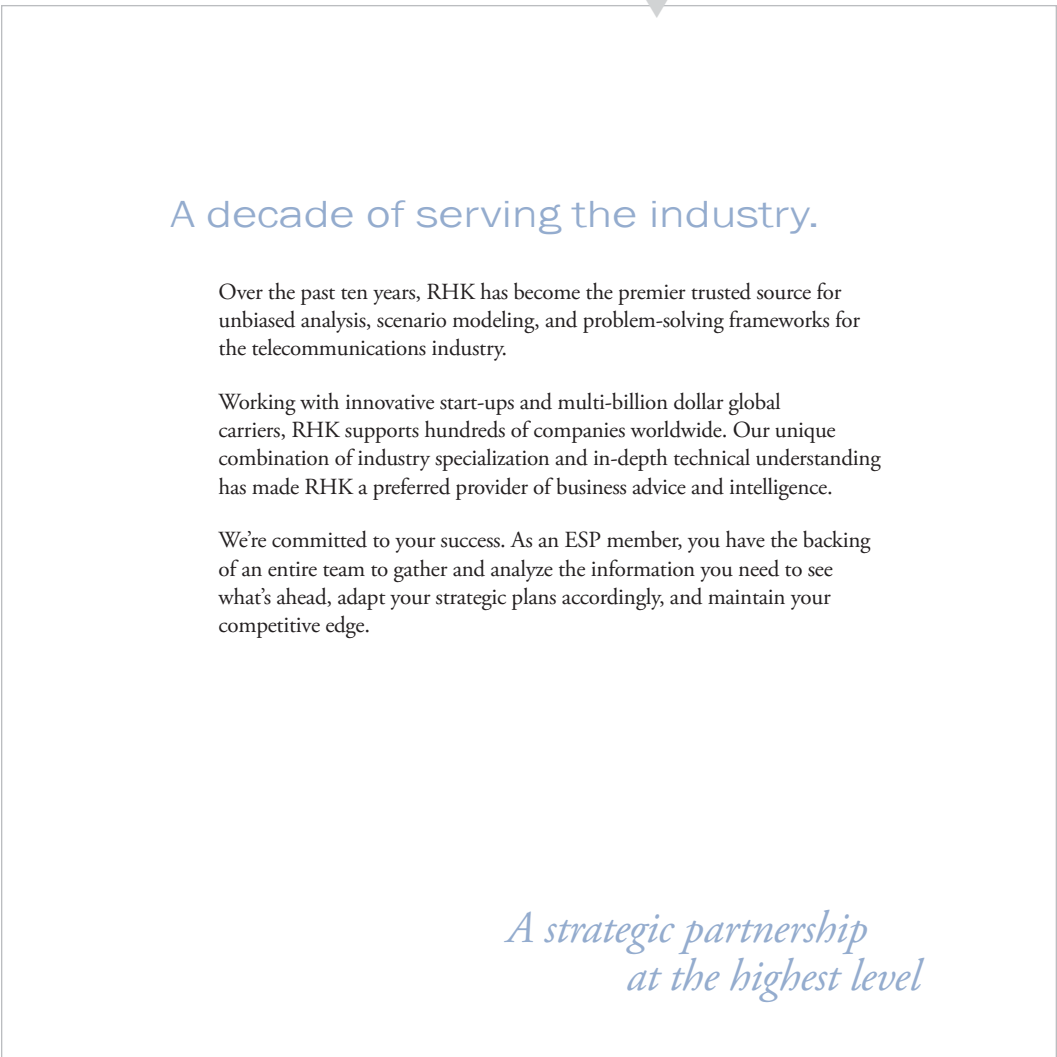 A decade of serving the industry.
Over the past ten years, RHK has become the premier trusted source for
unbiased analysis, scenario modeling, and problem-solving frameworks for
the telecommunications industry.
Working with innovative start-ups and multi-billion dollar global
carriers, RHK supports hundreds of companies worldwide. Our unique
combination of industry specialization and in-depth technical understanding
has made RHK a preferred provider of business advice and intelligence.
We’re committed to your success. As an ESP member, you have the backing
of an entire team to gather and analyze the information you need to see
what’s ahead, adapt your strategic plans accordingly, and maintain your
competitive edge.
A strategic partnership
at the highest level